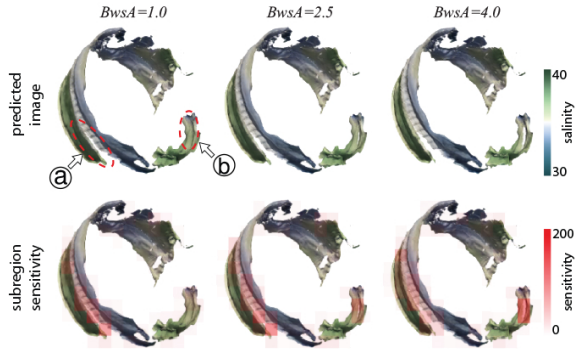 BwsA=1.0
BwsA=2.5
BwsA=4.0
predicted
image
a
b
40
salinity
30
subregion
sensitivity
200
sensitivity
0